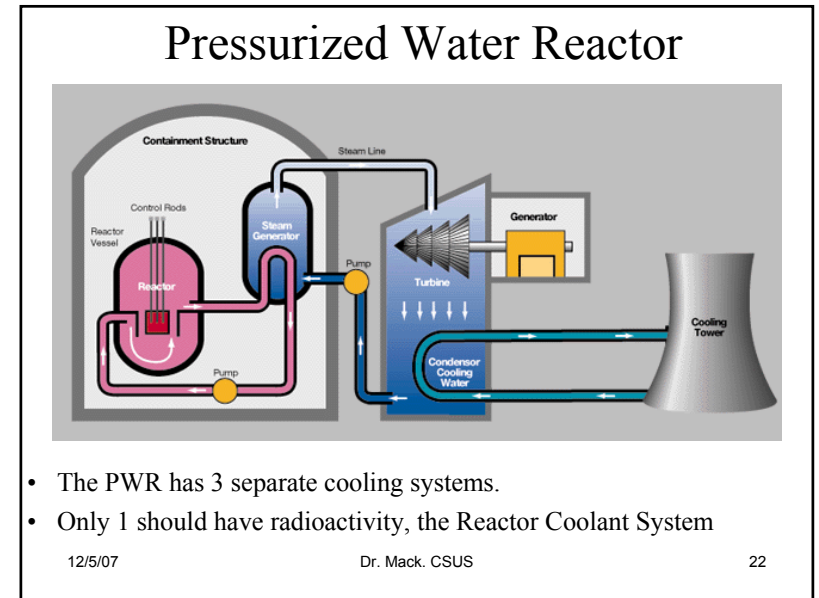 Pressurized Water Reactor
Containment Structure
Steam Line
Control Rods
Reactor
Vessel
Steam
Generator
Generator
Pump
Reactor
Turbine
Cooling
Tower
Condensor
Cooling
Water
Pump
• The PWR has 3 separate cooling systems.
• Only 1 should have radioactivity, the Reactor Coolant System
12/5/07 Dr. Mack. CSUS 22